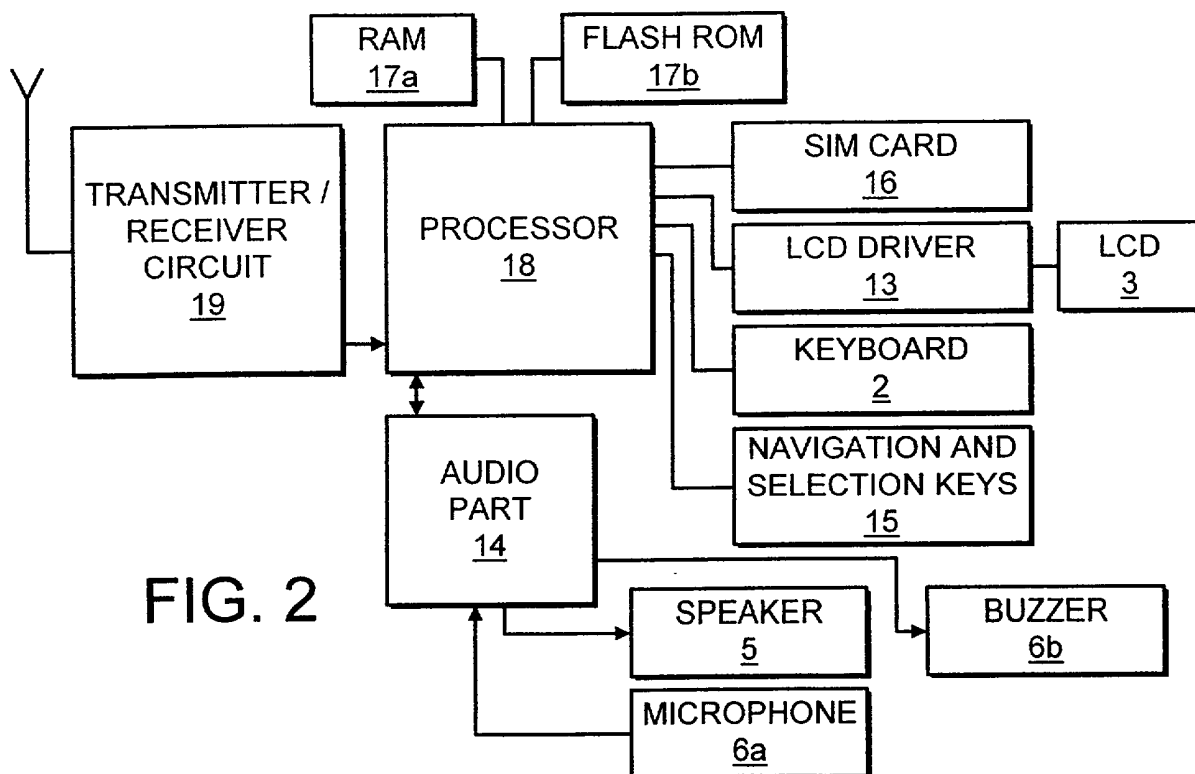 RAM
17a
FLASH ROM
17b
TRANSMITTER /
RECEIVER
CIRCUIT
19
PROCESSOR
18
SIM CARD
16
LCD DRIVER
13
LCD
3
KEYBOARD
2
NAVIGATION AND
SELECTION KEYS
15
AUDIO
PART
14
FIG. 2
SPEAKER
5
BUZZER
6b
MICROPHONE
6a